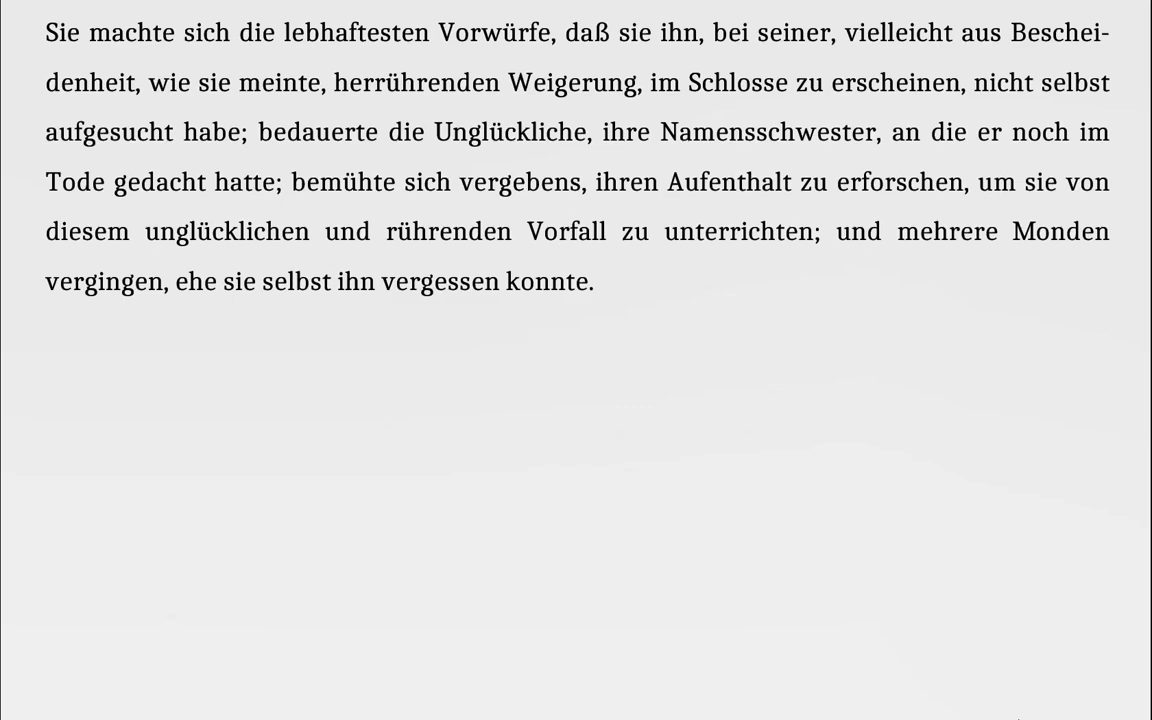 Sie machte sich die lebhaftesten Vorwürfe, daß sie ihn, bei seiner, vielleicht aus Beschei-
denheit, wie sie meinte, herrührenden Weigerung, im Schlosse zu erscheinen, nicht selbst
aufgesucht habe; bedauerte die Unglückliche, ihre Namensschwester, an die er noch im
Tode gedacht hatte; bemühte sich vergebens, ihren Aufenthalt zu erforschen, um sie von
diesem unglücklichen und rührenden Vorfall zu unterrichten; und mehrere Monden
vergingen, ehe sie selbst ihn vergessen konnte.